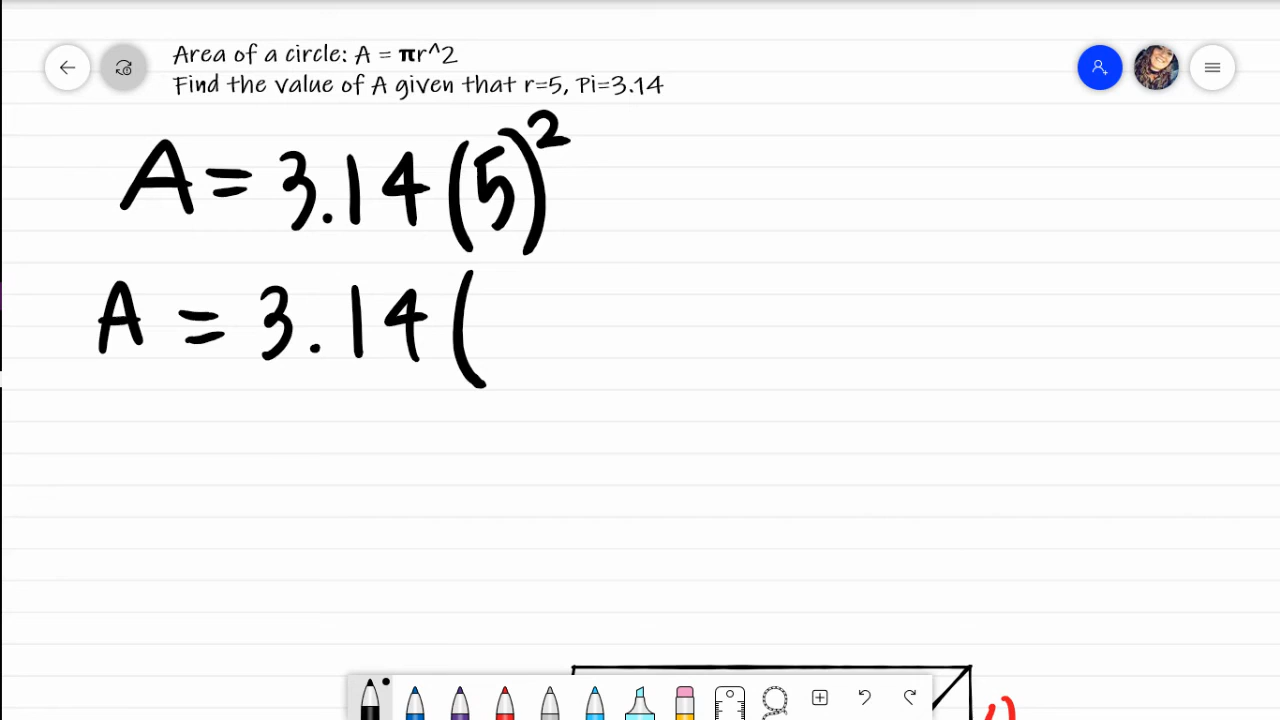 Area of a circle: A = πr^2
Find the value of A given that r=5, Pi=3.14
A = 3.14 (5)²
A = 3.14 (